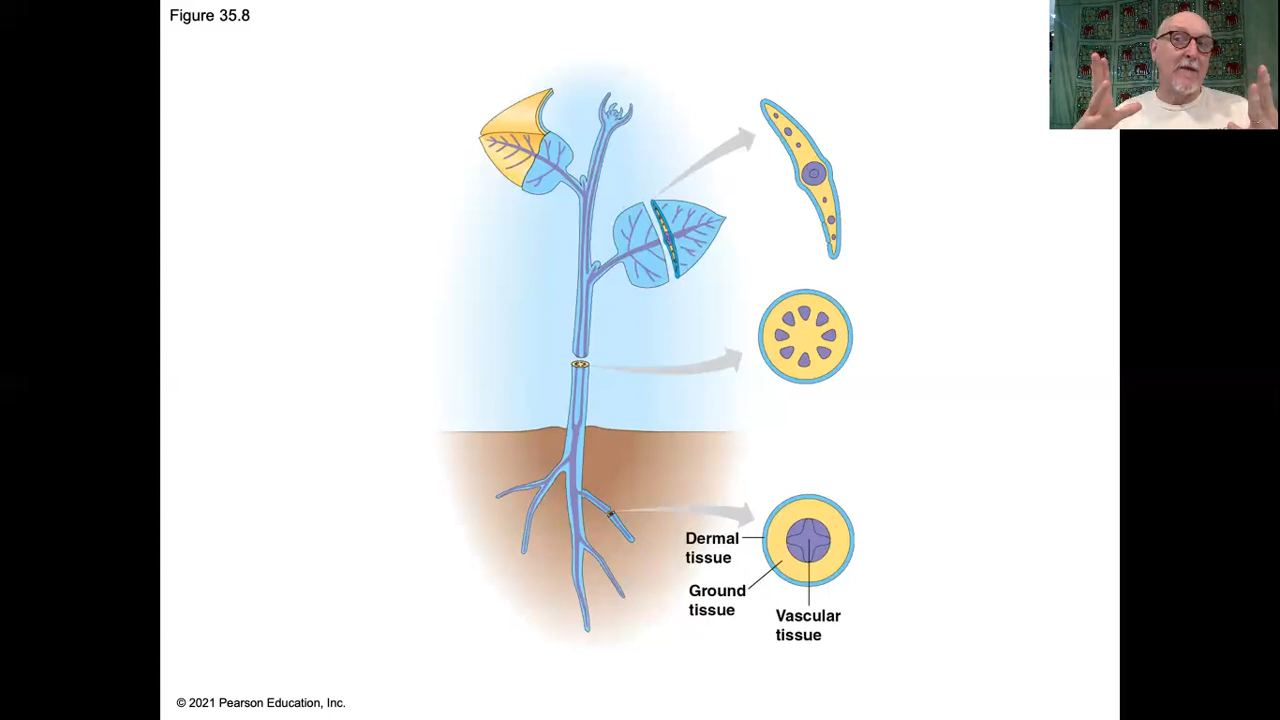 Figure 35.8
Dermal
tissue
Ground
tissue
Vascular
tissue
© 2021 Pearson Education, Inc.